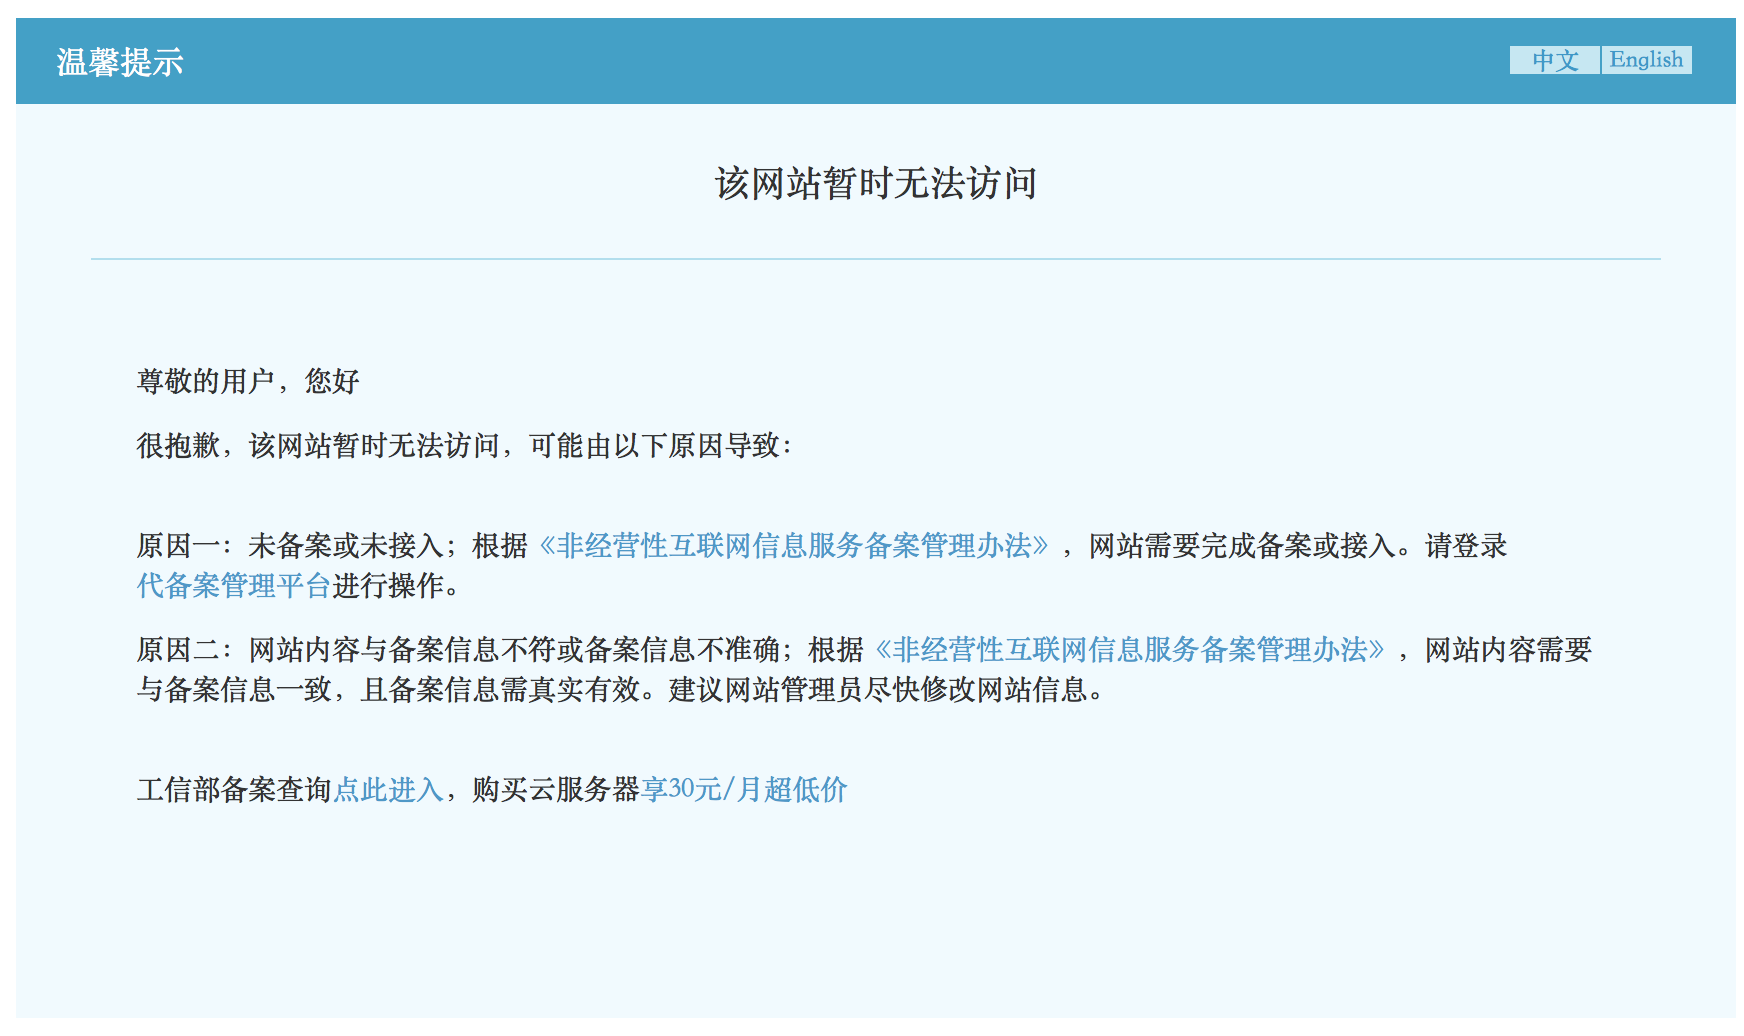 温馨提示
中文 English
该网站暂时无法访问
尊敬的用户，您好
很抱歉，该网站暂时无法访问，可能由以下原因导致：
原因一：未备案或未接入；根据《非经营性互联网信息服务备案管理办法》，网站需要完成备案或接入。请登录
代备案管理平台进行操作。
原因二：网站内容与备案信息不符或备案信息不准确；根据《非经营性互联网信息服务备案管理办法》，网站内容需要
与备案信息一致，且备案信息需真实有效。建议网站管理员尽快修改网站信息。
工信部备案查询点此进入，购买云服务器享30元/月超低价